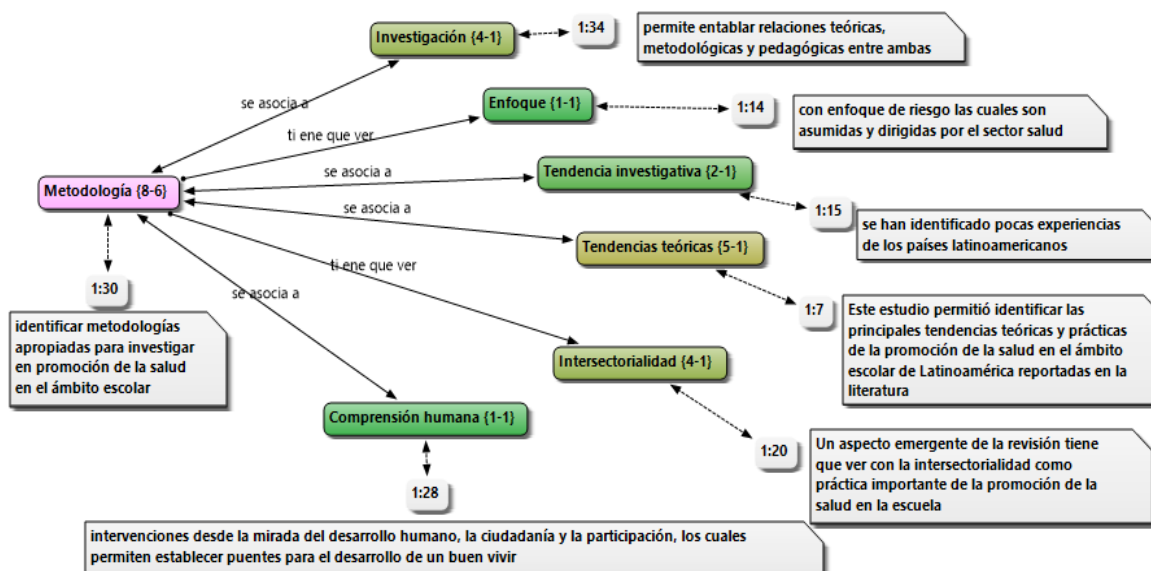 Investigación {4-1}
1:34
permite entablar relaciones teóricas,
metodológicas y pedagógicas entre ambas
se asocia a
Enfoque {1-1}
1:14
con enfoque de riesgo las cuales son
asumidas y dirigidas por el sector salud
ti ene que ver
Metodología {8-6}
se asocia a
Tendencia investigativa {2-1}
1:15
se han identificado pocas experiencias
de los países latinoamericanos
se asocia a
Tendencias teóricas {5-1}
1:7
Este estudio permitió identificar las
principales tendencias teóricas y prácticas
de la promoción de la salud en el ámbito
escolar de Latinoamérica reportadas en la
literatura
ti ene que ver
Intersectorialidad {4-1}
1:20
Un aspecto emergente de la revisión tiene
que ver con la intersectorialidad como
práctica importante de la promoción de la
salud en la escuela
se asocia a
1:30
identificar metodologías
apropiadas para investigar
en promoción de la salud
en el ámbito escolar
Comprensión humana {1-1}
1:28
intervenciones desde la mirada del desarrollo humano, la ciudadanía y la participación, los cuales
permiten establecer puentes para el desarrollo de un buen vivir